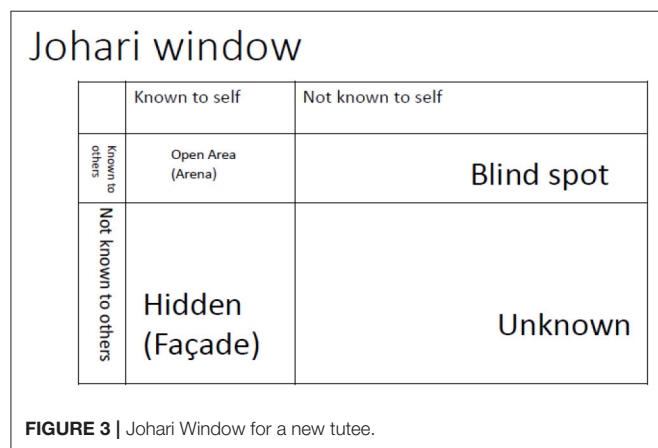 Johari window
Known to self
Not known to self
Known to
others
Open Area
(Arena)
Blind spot
Not known to others
Hidden
(Façade)
Unknown
FIGURE 3 | Johari Window for a new tutee.